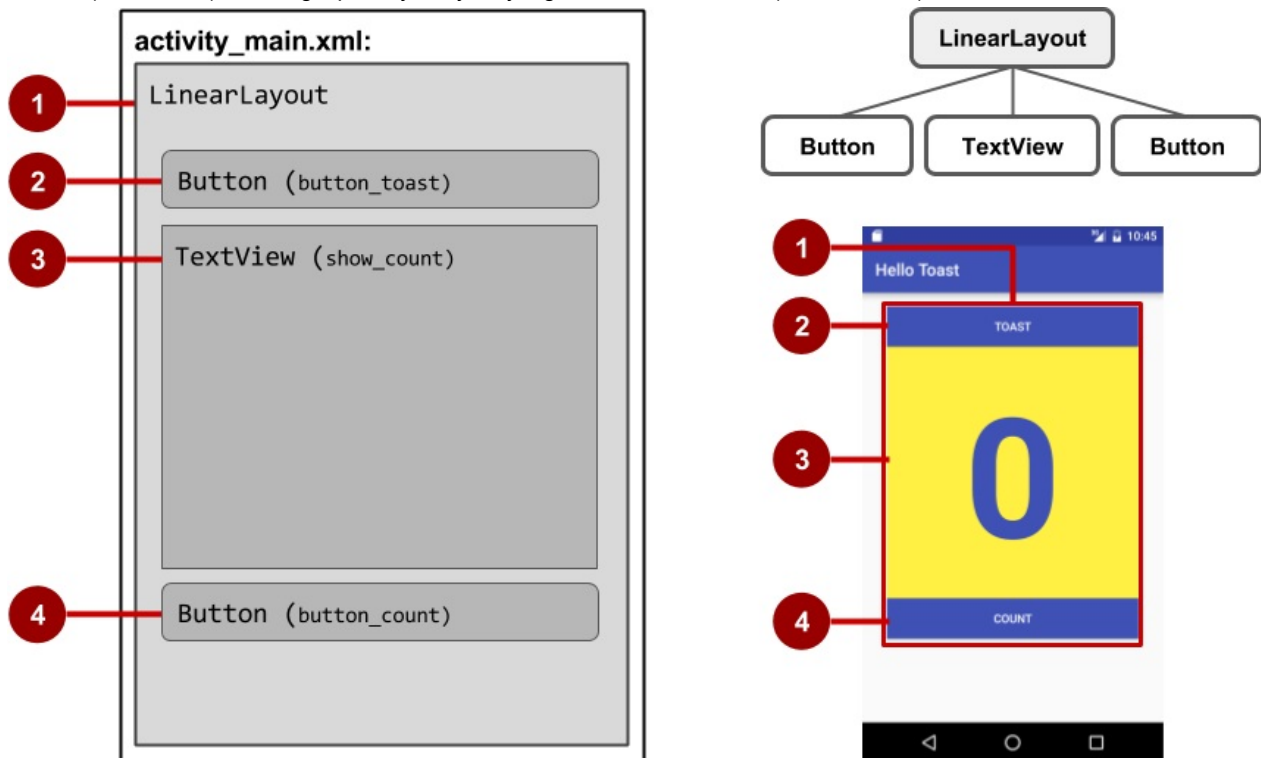 activity_main.xml:
1
LinearLayout
2
Button (button_toast)
3
TextView (show_count)
4
Button (button_count)
LinearLayout
Button
TextView
Button
10:45
Hello Toast
1
2
TOAST
3
0
4
COUNT